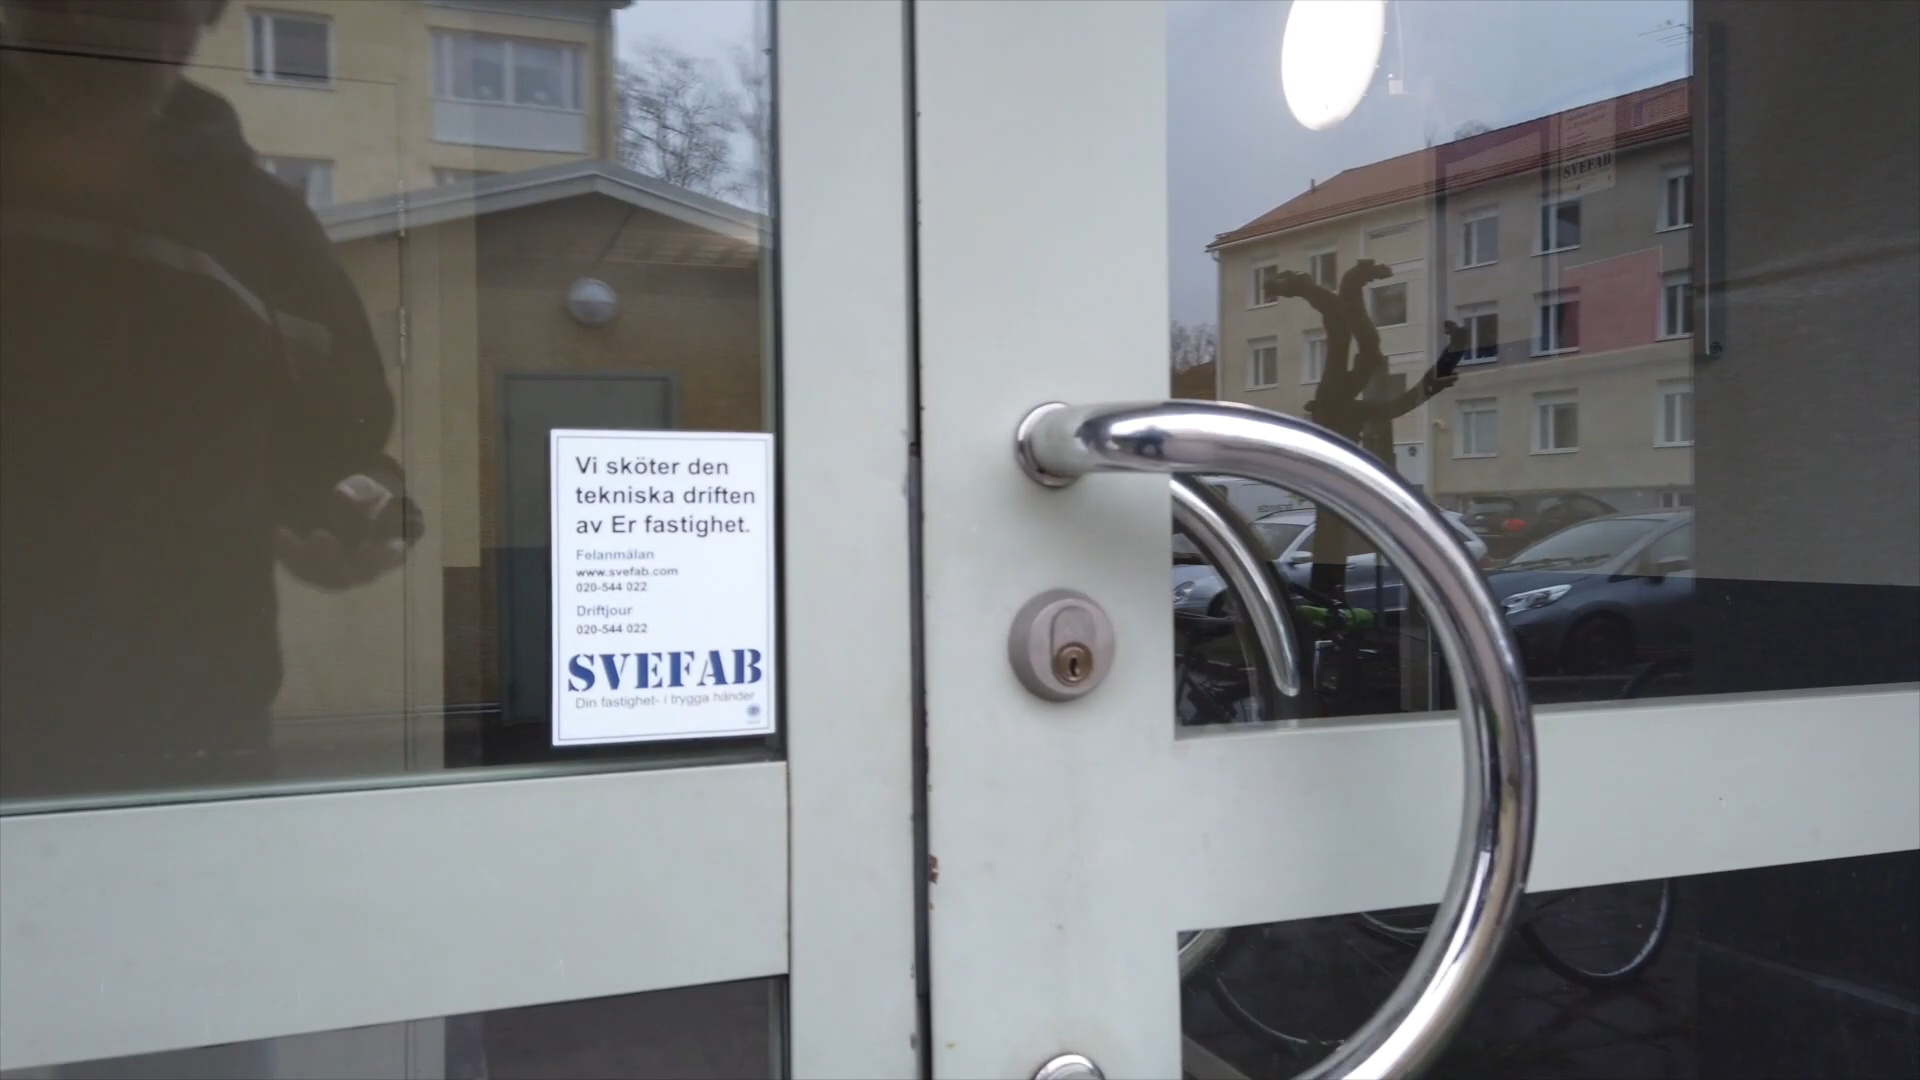 Vi sköter den
tekniska driften
av Er fastighet.
Felanmälan
www.svefab.com
020-544 022
Driftjour
020-544 022
SVEFAB
Din fastighet- i trygga händer
SVEFAB